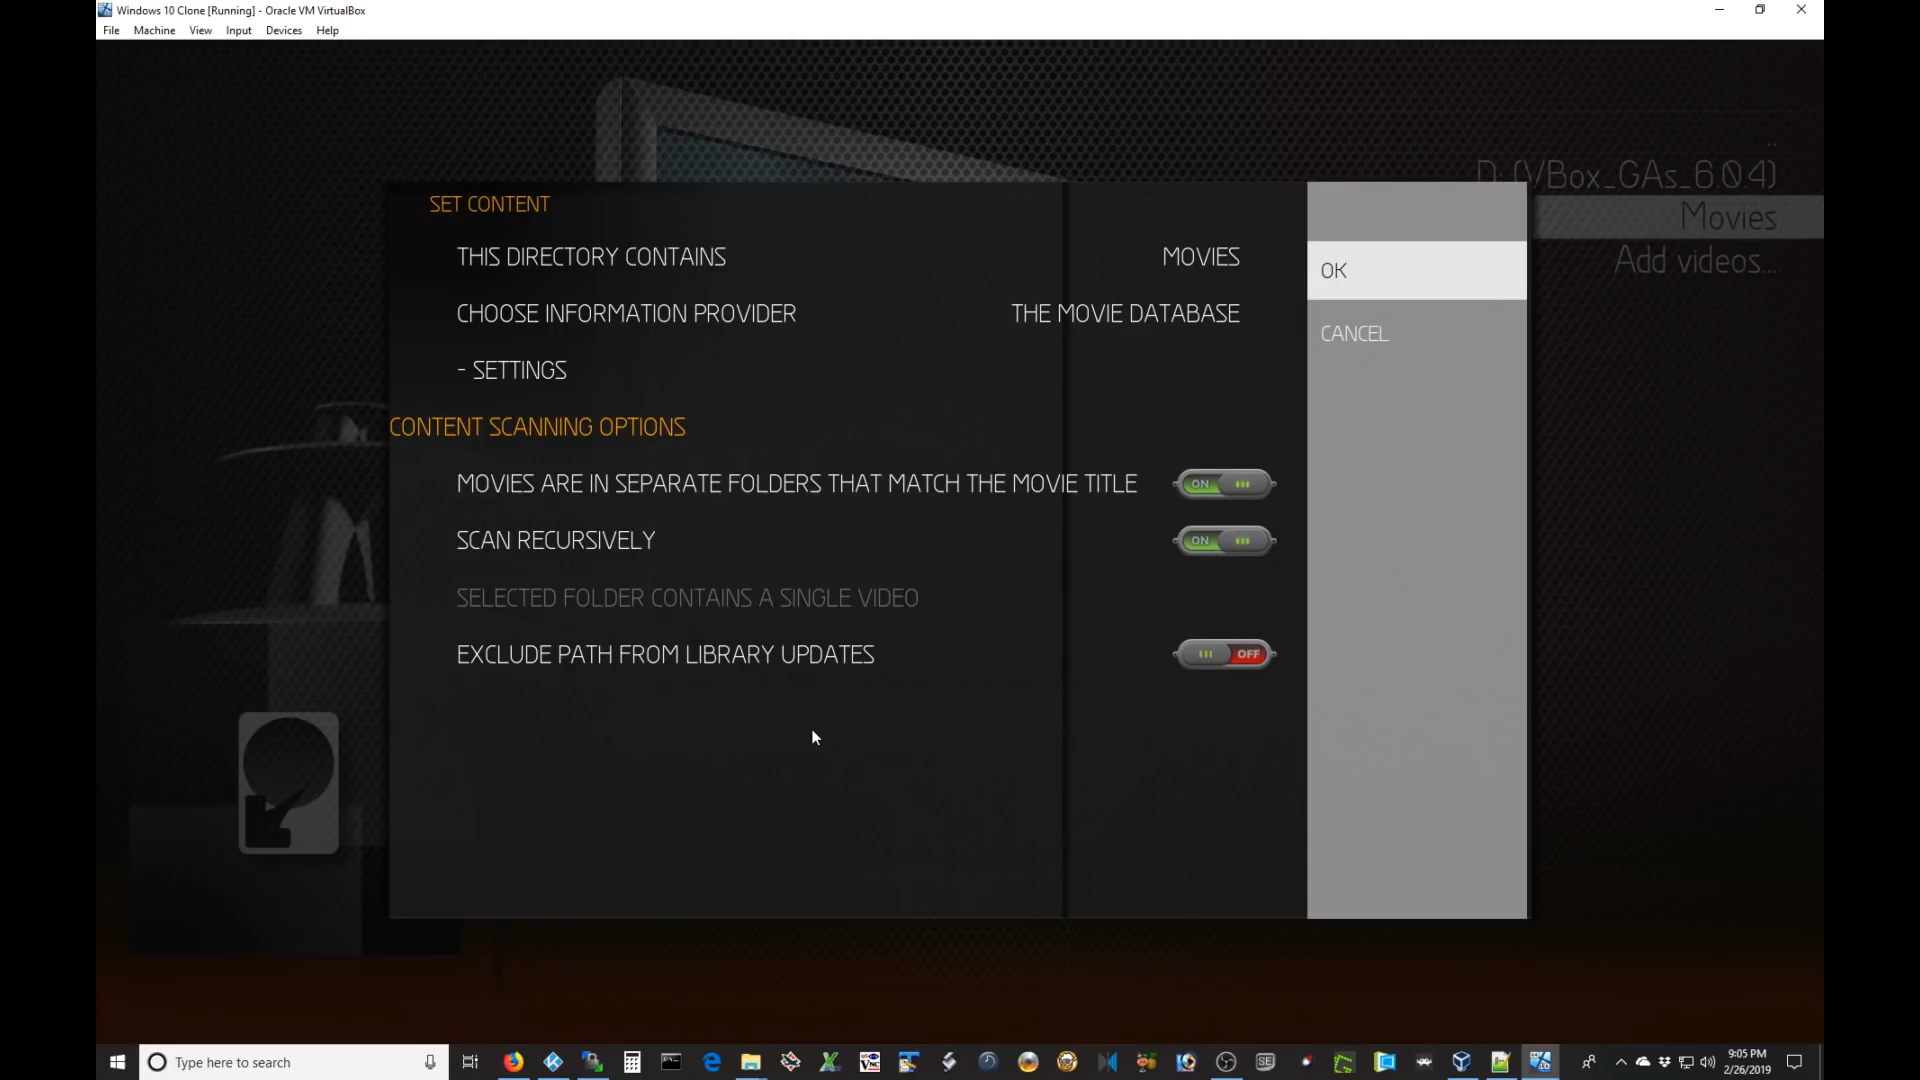 Windows 10 Clone [Running] - Oracle VM VirtualBox
File Machine View Input Devices Help
D: (VBox_GAs_6.0.4)
Movies
Add videos...
SET CONTENT
THIS DIRECTORY CONTAINS MOVIES
CHOOSE INFORMATION PROVIDER THE MOVIE DATABASE
- SETTINGS
CONTENT SCANNING OPTIONS
MOVIES ARE IN SEPARATE FOLDERS THAT MATCH THE MOVIE TITLE ON
SCAN RECURSIVELY ON
SELECTED FOLDER CONTAINS A SINGLE VIDEO
EXCLUDE PATH FROM LIBRARY UPDATES OFF
OK
CANCEL
Type here to search
SE
9:05 PM
2/26/2019